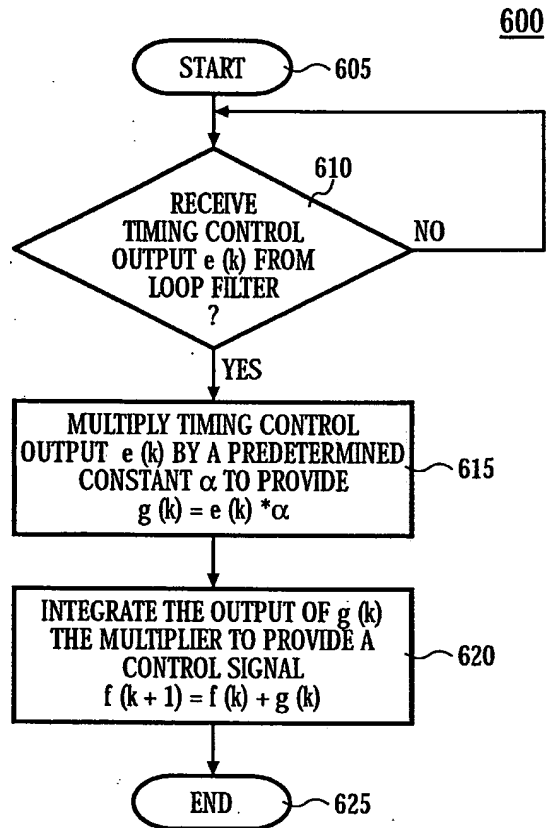 600
START
605
610
RECEIVE
TIMING CONTROL
OUTPUT e (k) FROM
LOOP FILTER
?
NO
YES
MULTIPLY TIMING CONTROL
OUTPUT e (k) BY A PREDETERMINED
CONSTANT α TO PROVIDE
g (k) = e (k) *α
615
INTEGRATE THE OUTPUT OF g (k)
THE MULTIPLIER TO PROVIDE A
CONTROL SIGNAL
f (k + 1) = f (k) + g (k)
620
END
625